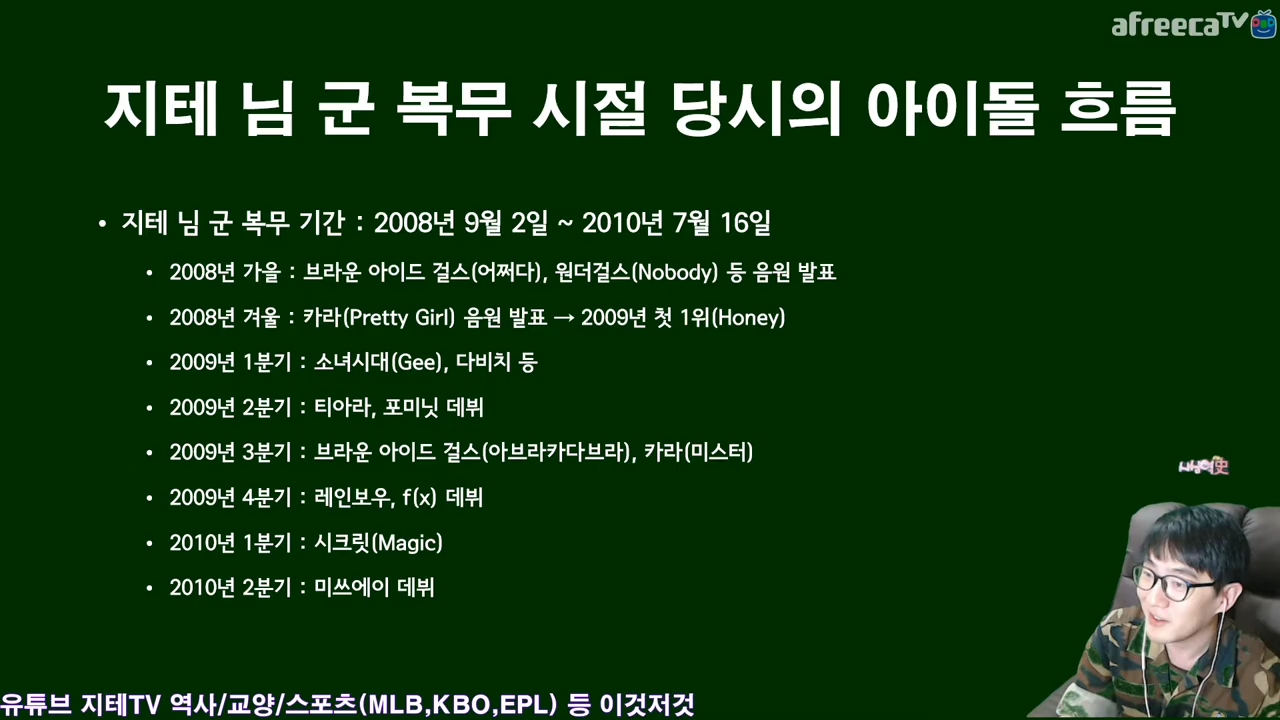 afreecaTV
지테 님 군 복무 시절 당시의 아이돌 흐름
• 지테 님 군 복무 기간 : 2008년 9월 2일 ~ 2010년 7월 16일
• 2008년 가을 : 브라운 아이드 걸스(어쩌다), 원더걸스(Nobody) 등 음원 발표
• 2008년 겨울 : 카라(Pretty Girl) 음원 발표 → 2009년 첫 1위(Honey)
• 2009년 1분기 : 소녀시대(Gee), 다비치 등
• 2009년 2분기 : 티아라, 포미닛 데뷔
• 2009년 3분기 : 브라운 아이드 걸스(아브라카다브라), 카라(미스터)
• 2009년 4분기 : 레인보우, f(x) 데뷔
• 2010년 1분기 : 시크릿(Magic)
• 2010년 2분기 : 미쓰에이 데뷔
유튜브 지테TV 역사/교양/스포츠(MLB,KBO,EPL) 등 이것저것